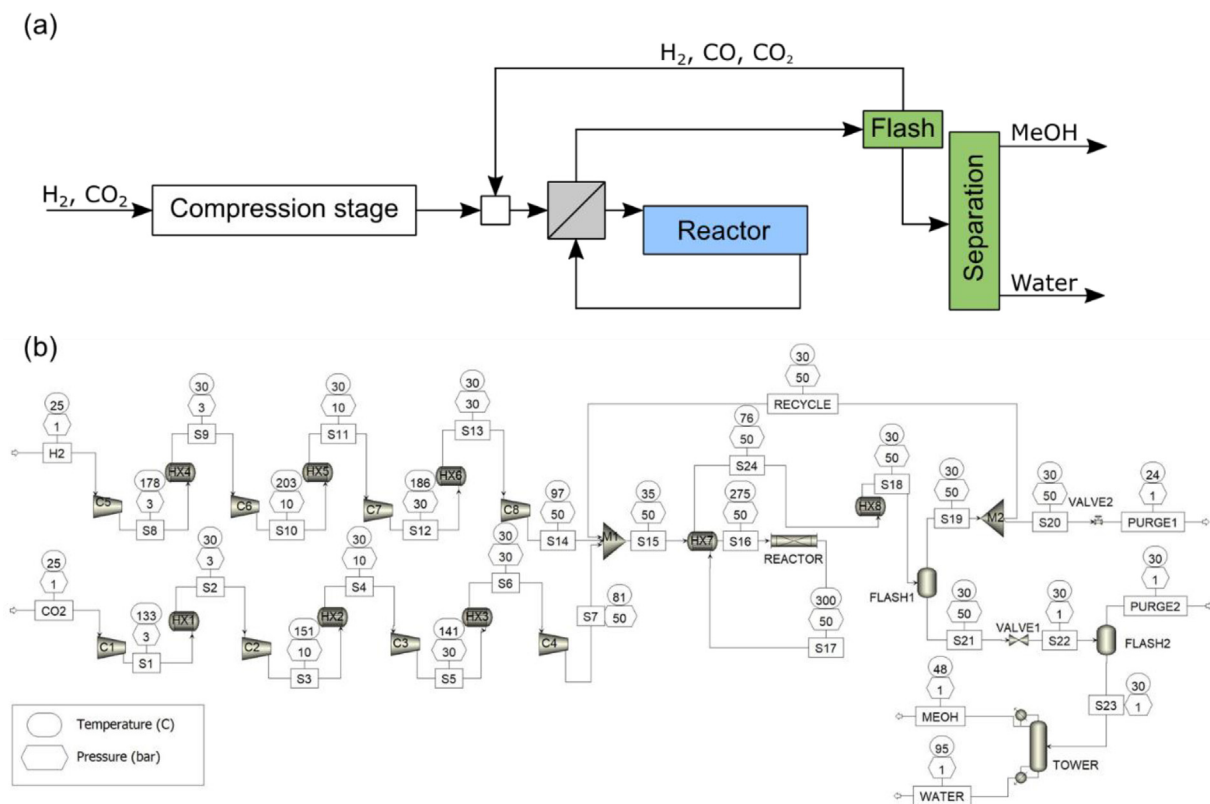 (a)
H₂, CO, CO₂
Flash
MeOH
H₂, CO₂
Compression stage
Reactor
Separation
Water
(b)
30
50
RECYCLE
25
1
H2
C5
178
3
S8
HX4
30
3
S9
C6
203
10
S10
HX5
30
10
S11
C7
186
30
S12
HX6
30
30
S13
C8
97
50
S14
25
1
CO2
C1
133
3
S1
HX1
30
3
S2
C2
151
10
S3
HX2
30
10
S4
C3
141
30
S5
HX3
30
30
S6
C4
S7
81
50
M1
35
50
S15
HX7
76
50
S24
275
50
S16
REACTOR
300
50
S17
HX8
30
50
S18
FLASH1
30
50
S19
M2
30
50
S20
VALVE2
24
1
PURGE1
30
50
S21
VALVE1
30
1
S22
30
1
PURGE2
FLASH2
S23
30
1
48
1
MEOH
TOWER
95
1
WATER
Temperature (C)
Pressure (bar)